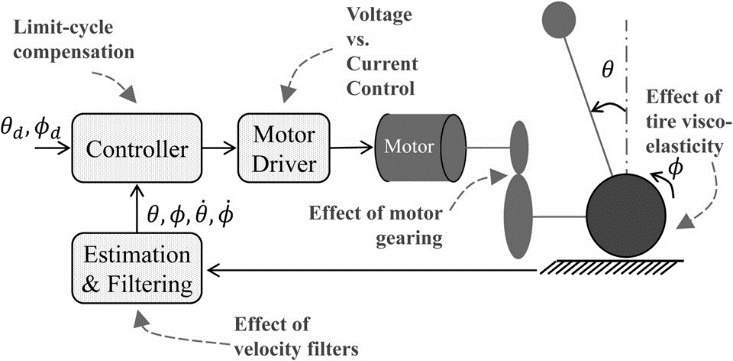 Limit-cycle
compensation
Voltage
vs.
Current
Control
θ
Effect of
tire visco-
elasticity
θd, ϕd
Controller
Motor
Driver
Motor
ϕ
Effect of motor
gearing
θ, ϕ, θ̇, ϕ̇
Estimation
& Filtering
Effect of
velocity filters